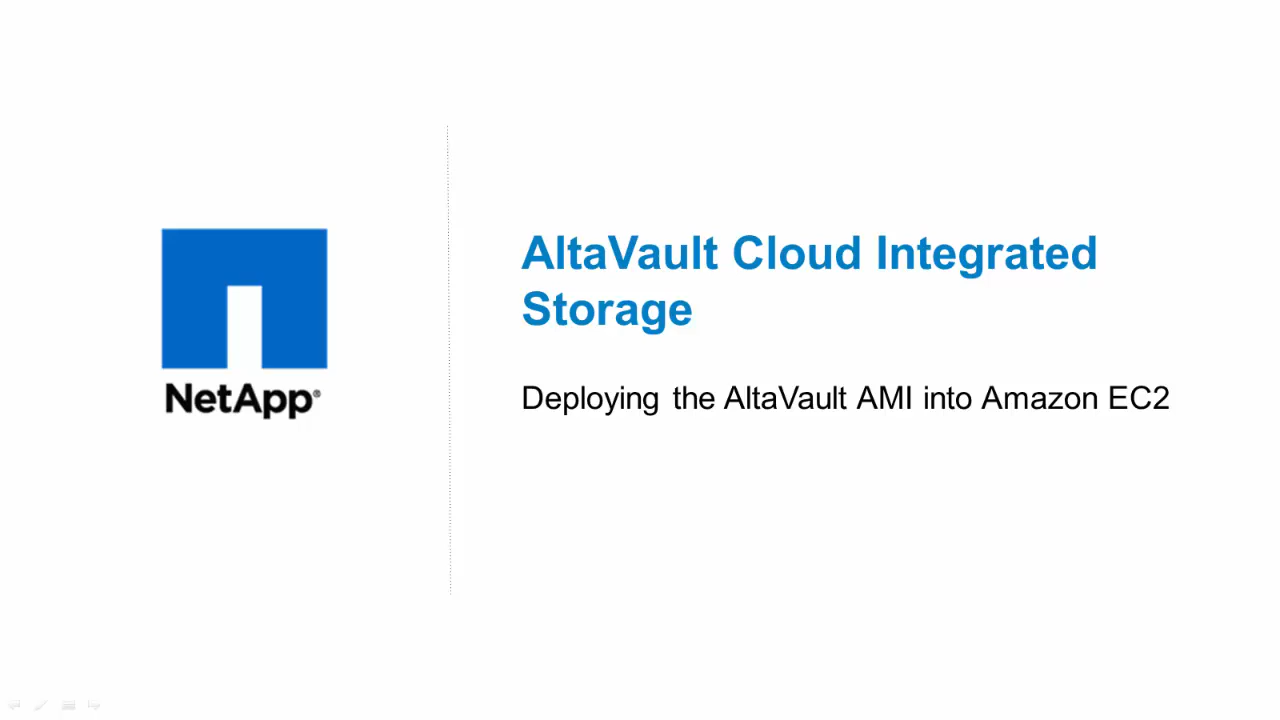 NetApp®
AltaVault Cloud Integrated
Storage
Deploying the AltaVault AMI into Amazon EC2